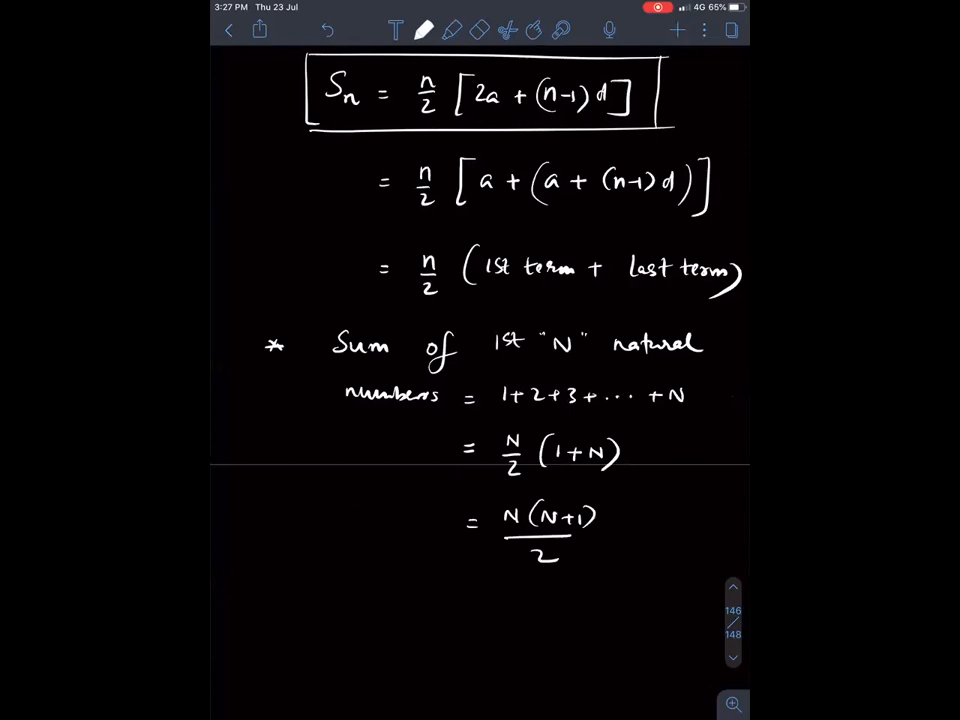 3:27 PM Thu 23 Jul 4G 65%
Sn = n/2 [2a + (n-1)d]
= n/2 [a + (a + (n-1)d)]
= n/2 (1st term + last term)
* Sum of 1st "N" natural
numbers = 1+2+3+...+N
= N/2 (1+N)
= N(N+1)/2
146
148